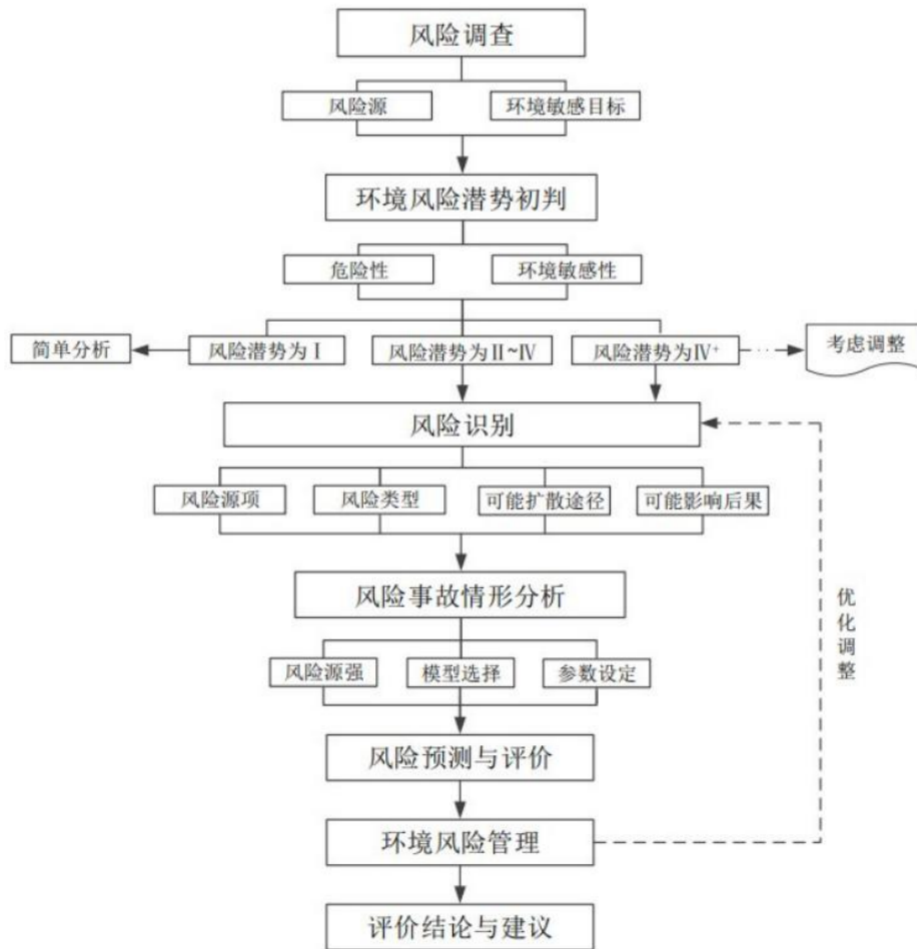 风险调查
风险源
环境敏感目标
环境风险潜势初判
危险性
环境敏感性
简单分析
风险潜势为Ⅰ
风险潜势为Ⅱ~Ⅳ
风险潜势为Ⅳ⁺
考虑调整
风险识别
风险源项
风险类型
可能扩散途径
可能影响后果
风险事故情形分析
优化调整
风险源强
模型选择
参数设定
风险预测与评价
环境风险管理
评价结论与建议